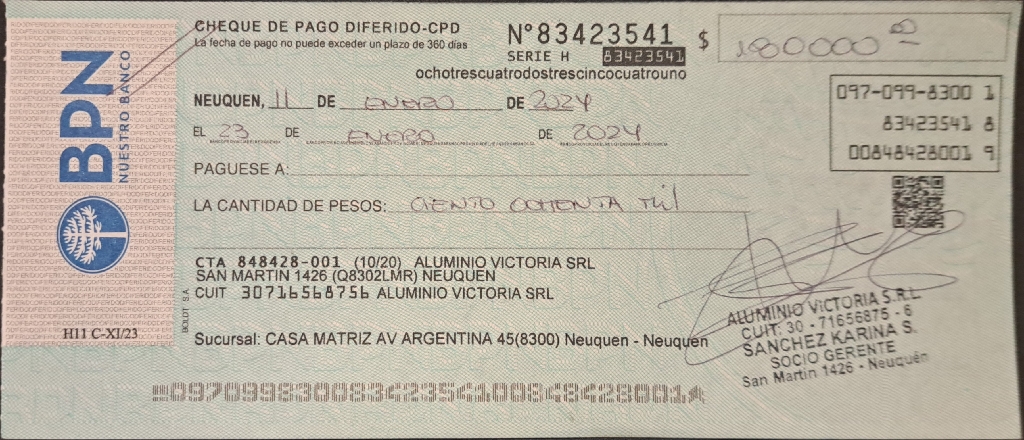 BPN
NUESTRO BANCO
H11 C-XI/23
BOLDT S.A.
CHEQUE DE PAGO DIFERIDO-CPD
La fecha de pago no puede exceder un plazo de 360 días
N° 83423541
SERIE H 83423541
ochotrescuatrodostrescincocuatrouno
$ 180000 00
097-099-8300 1
83423541 8
00848428001 9
NEUQUEN, 11 DE ENERO DE 2024
EL 23 DE ENERO DE 2024
PAGUESE A:
LA CANTIDAD DE PESOS: CIENTO OCHENTA Mil
CTA 848428-001 (10/20) ALUMINIO VICTORIA SRL
SAN MARTIN 1426 (Q8302LMR) NEUQUEN
CUIT 30716568756 ALUMINIO VICTORIA SRL
Sucursal: CASA MATRIZ AV ARGENTINA 45(8300) Neuquen - Neuquén
ALUMINIO VICTORIA S.R.L
CUIT: 30 - 71656875 - 6
SANCHEZ KARINA S.
SOCIO GERENTE
San Martín 1426 - Neuquén
09709983008342354100848428001